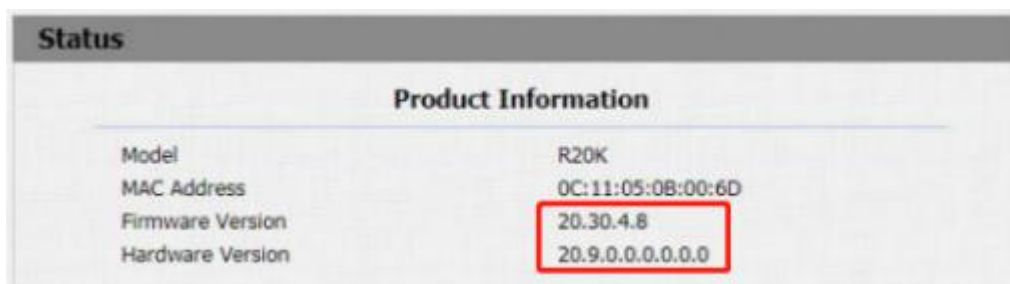 Status
Product Information
Model R20K
MAC Address 0C:11:05:0B:00:6D
Firmware Version 20.30.4.8
Hardware Version 20.9.0.0.0.0.0.0